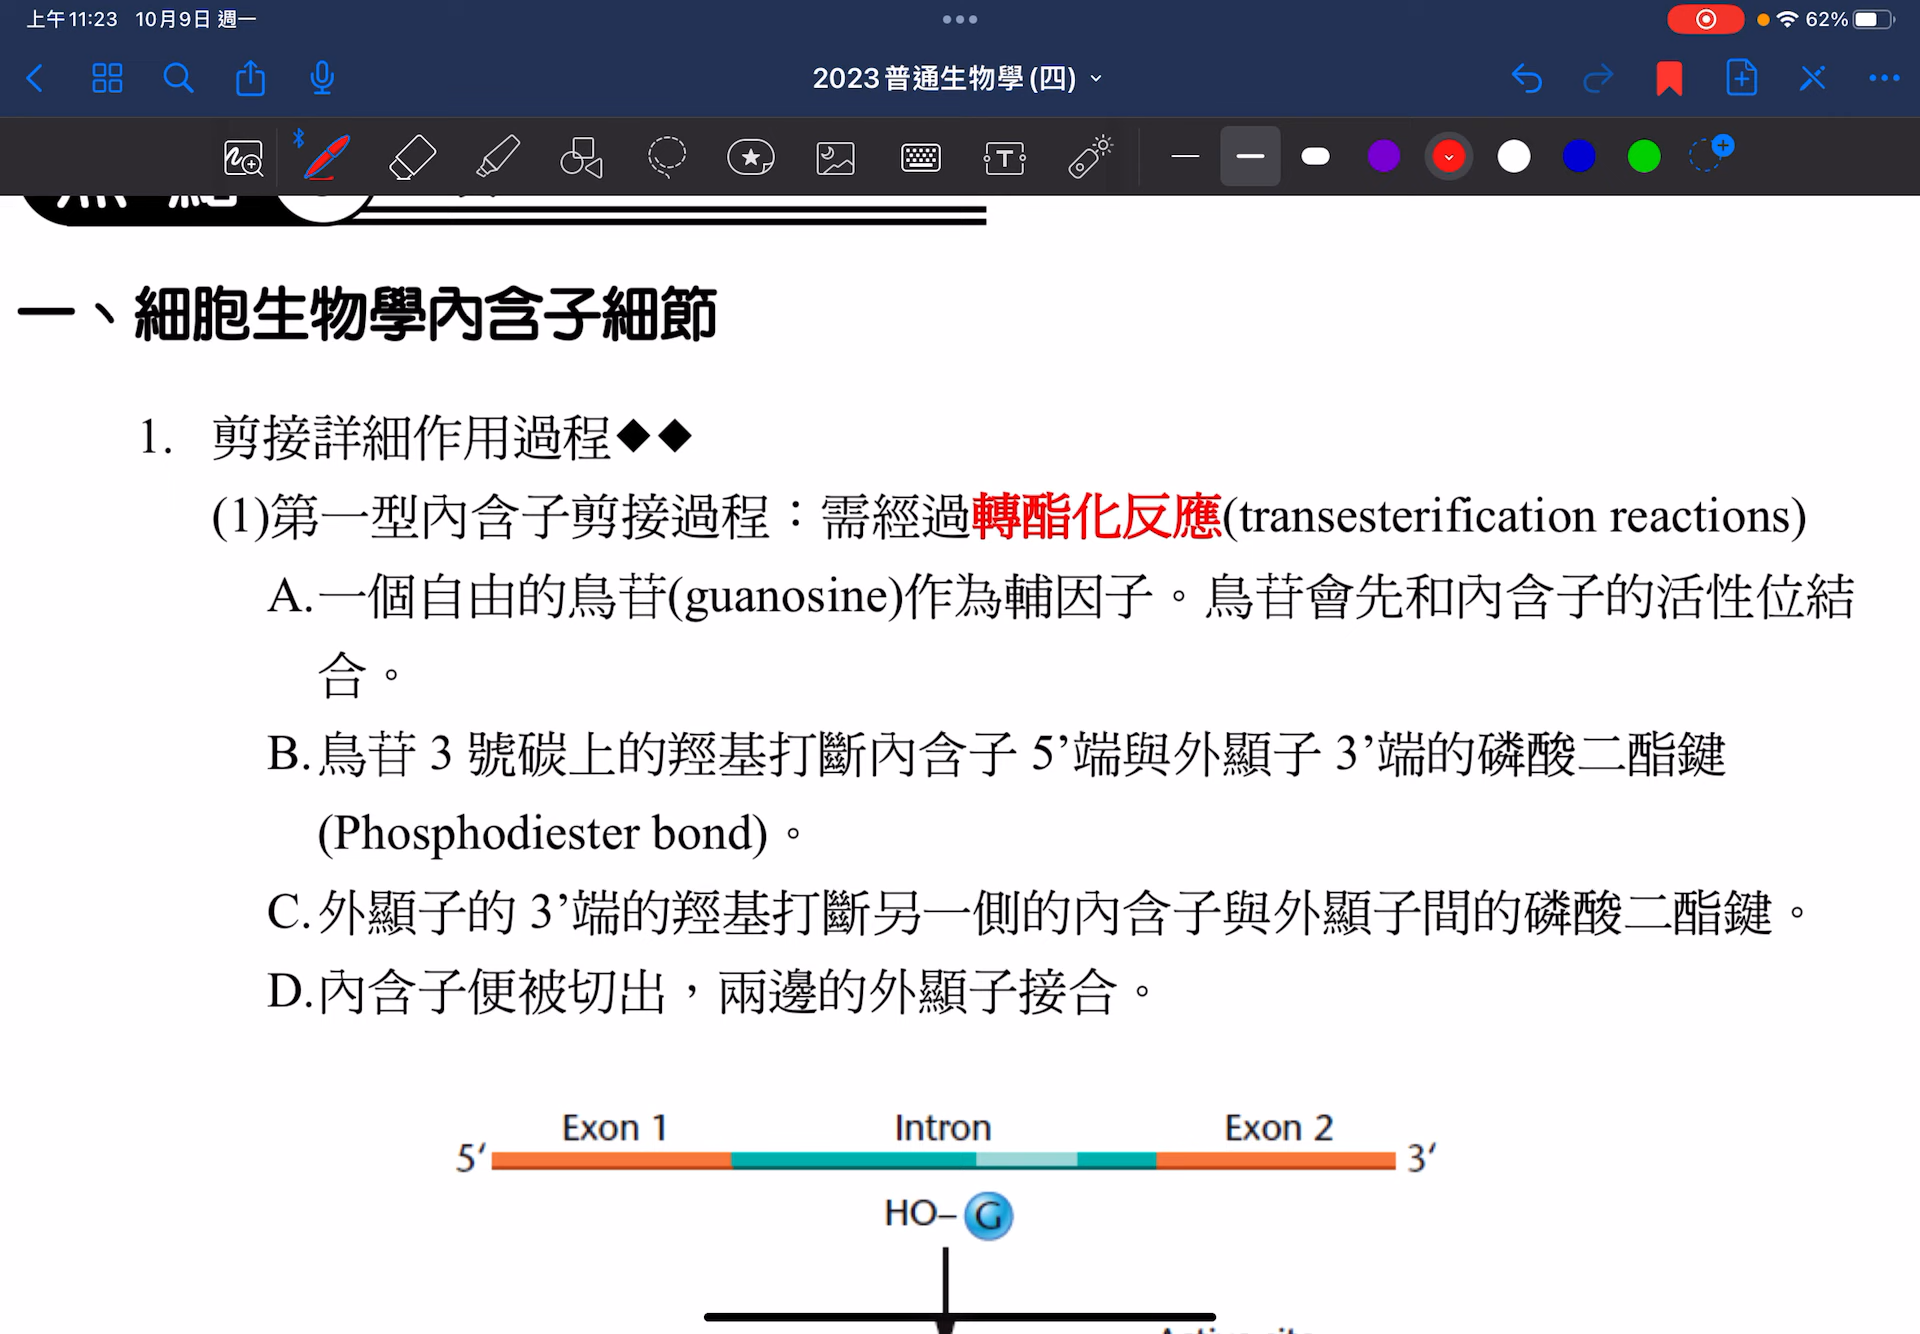 上午11:23 10月9日 週一
62%
2023普通生物學(四)
一、細胞生物學內含子細節
1. 剪接詳細作用過程◆◆
(1)第一型內含子剪接過程：需經過轉酯化反應(transesterification reactions)
A.一個自由的鳥苷(guanosine)作為輔因子。鳥苷會先和內含子的活性位結
合。
B.鳥苷 3 號碳上的羥基打斷內含子 5’端與外顯子 3’端的磷酸二酯鍵
(Phosphodiester bond)。
C.外顯子的 3’端的羥基打斷另一側的內含子與外顯子間的磷酸二酯鍵。
D.內含子便被切出，兩邊的外顯子接合。
Exon 1 Intron Exon 2
5′ 3′
HO– G